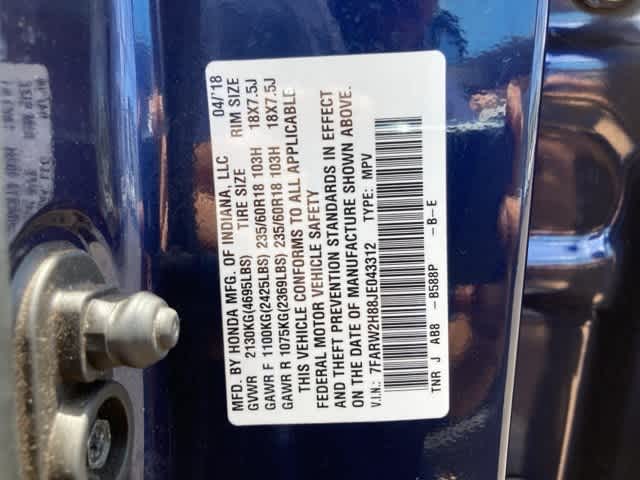 MFD. BY HONDA MFG. OF INDIANA, LLC 04/'18
GVWR 2130KG(4695LBS) TIRE SIZE RIM SIZE
GAWR F 1100KG(2425LBS) 235/60R18 103H 18X7.5J
GAWR R 1075KG(2369LBS) 235/60R18 103H 18X7.5J
THIS VEHICLE CONFORMS TO ALL APPLICABLE
FEDERAL MOTOR VEHICLE SAFETY
AND THEFT PREVENTION STANDARDS IN EFFECT
ON THE DATE OF MANUFACTURE SHOWN ABOVE.
V.I.N.: 7FARW2H88JE043312 TYPE: MPV
TNR J AB8 -B588P -B-E